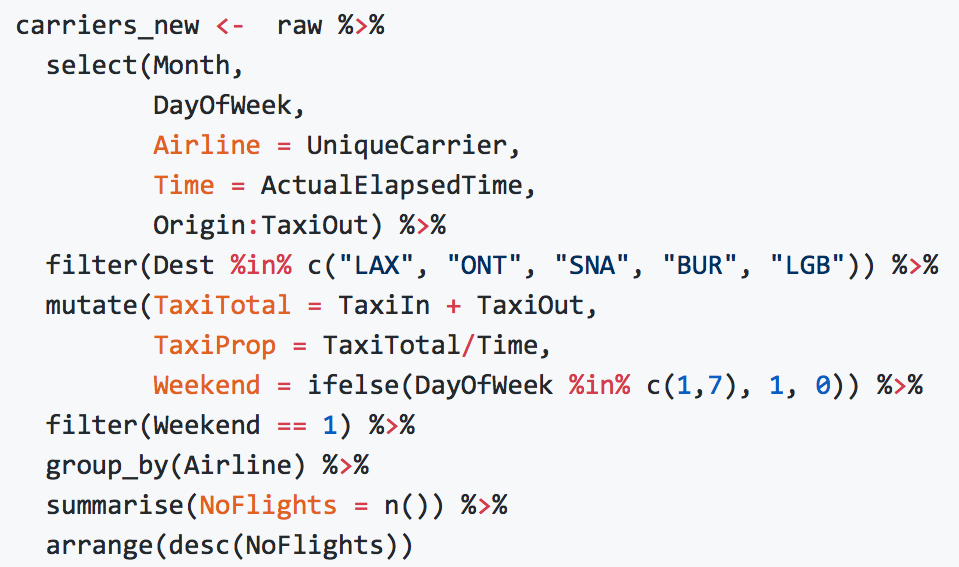 carriers_new <-  raw %>%
  select(Month,
         DayOfWeek,
         Airline = UniqueCarrier,
         Time = ActualElapsedTime,
         Origin:TaxiOut) %>%
  filter(Dest %in% c("LAX", "ONT", "SNA", "BUR", "LGB")) %>%
  mutate(TaxiTotal = TaxiIn + TaxiOut,
         TaxiProp = TaxiTotal/Time,
         Weekend = ifelse(DayOfWeek %in% c(1,7), 1, 0)) %>%
  filter(Weekend == 1) %>%
  group_by(Airline) %>%
  summarise(NoFlights = n()) %>%
  arrange(desc(NoFlights))